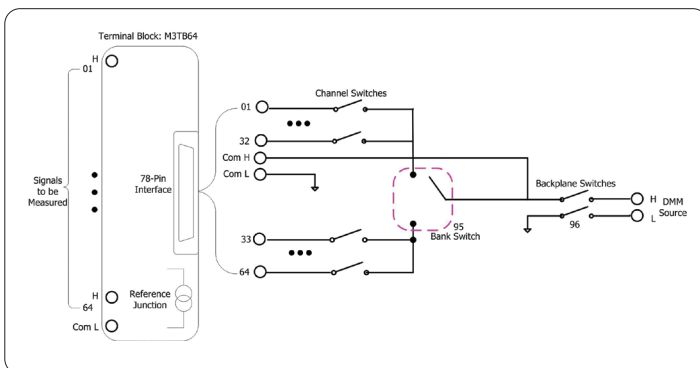 Terminal Block: M3TB64
H
01
Signals
to be
Measured
78-Pin
Interface
H
64
Reference
Junction
Com L
Channel Switches
01
32
Com H
Com L
33
64
95
Bank Switch
Backplane Switches
96
H
L
DMM
Source